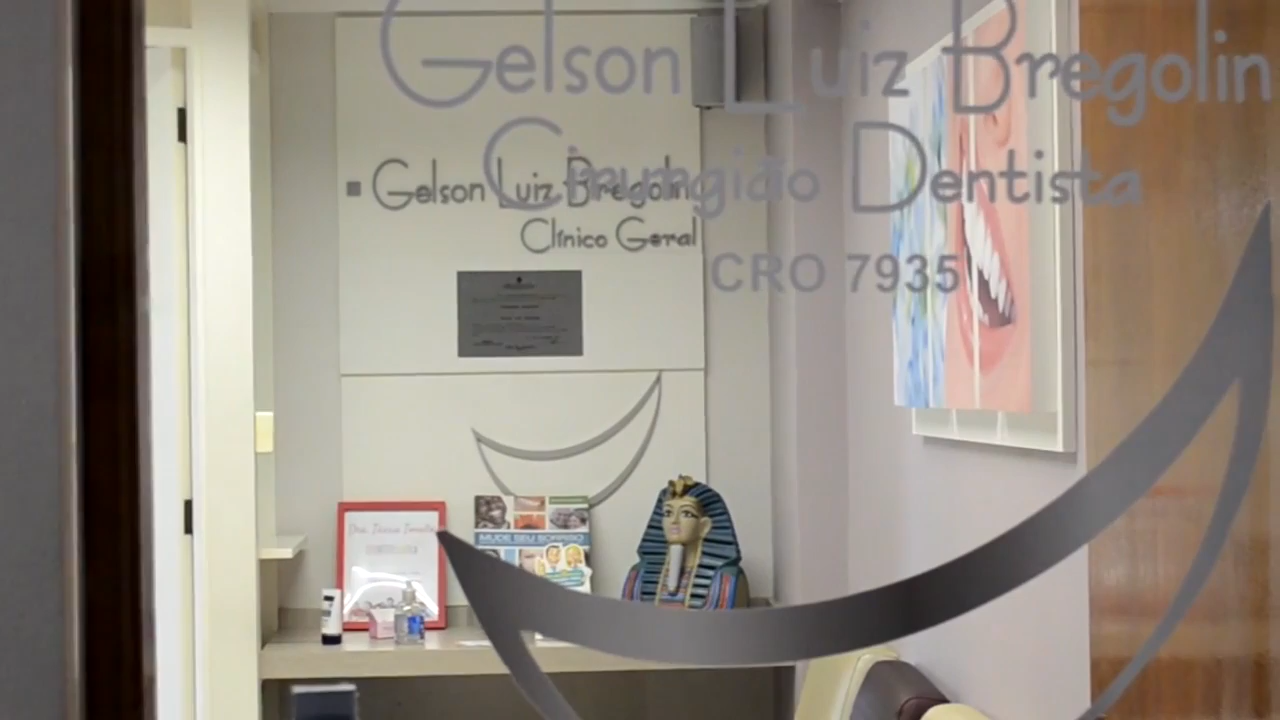 Gelson Luiz Bregolin
Cirurgião Dentista
CRO 7935
Gelson Luiz Bregolin
Clínico Geral
MUDE SEU SORRISO